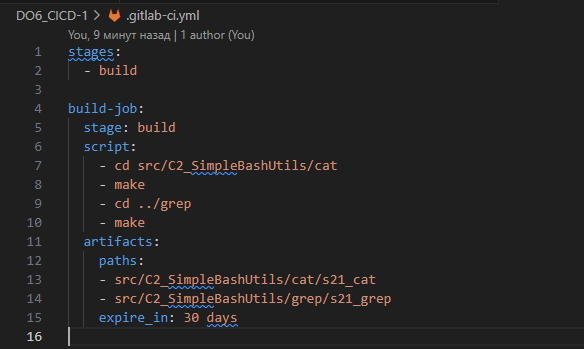 DO6_CICD-1 > .gitlab-ci.yml
You, 9 минут назад | 1 author (You)
1 stages:
2   - build
3
4 build-job:
5   stage: build
6   script:
7     - cd src/C2_SimpleBashUtils/cat
8     - make
9     - cd ../grep
10     - make
11   artifacts:
12     paths:
13     - src/C2_SimpleBashUtils/cat/s21_cat
14     - src/C2_SimpleBashUtils/grep/s21_grep
15     expire_in: 30 days
16